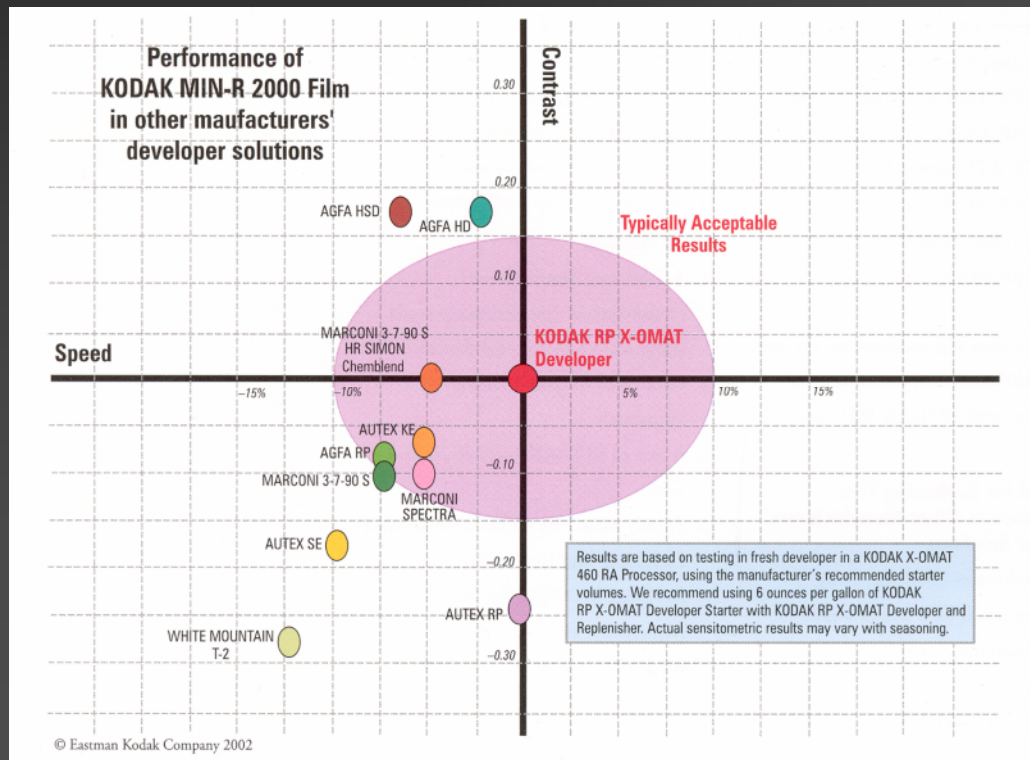 Performance of
KODAK MIN-R 2000 Film
in other maufacturers'
developer solutions
Contrast
0.30
0.20
AGFA HSD
AGFA HD
Typically Acceptable
Results
0.10
MARCONI 3-7-90 S
HR SIMON
Chemblend
KODAK RP X-OMAT
Developer
Speed
–15%
–10%
5%
10%
15%
AUTEX KE
AGFA RP
–0.10
MARCONI 3-7-90 S
MARCONI
SPECTRA
AUTEX SE
–0.20
Results are based on testing in fresh developer in a KODAK X-OMAT
460 RA Processor, using the manufacturer's recommended starter
volumes. We recommend using 6 ounces per gallon of KODAK
RP X-OMAT Developer Starter with KODAK RP X-OMAT Developer and
Replenisher. Actual sensitometric results may vary with seasoning.
AUTEX RP
WHITE MOUNTAIN
T-2
–0.30
© Eastman Kodak Company 2002